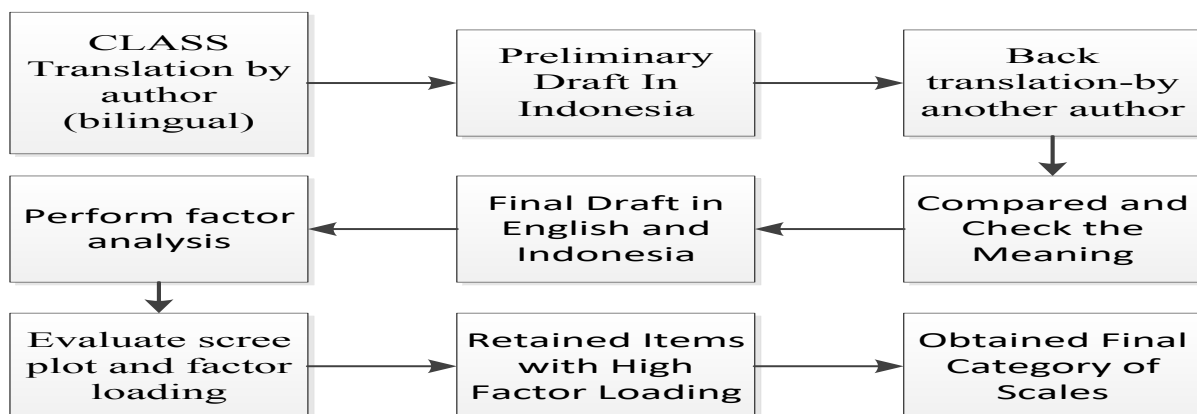 CLASS
Translation by
author
(bilingual)
Preliminary
Draft In
Indonesia
Back
translation-by
another author
Compared and
Check the
Meaning
Final Draft in
English and
Indonesia
Perform factor
analysis
Evaluate scree
plot and factor
loading
Retained Items
with High
Factor Loading
Obtained Final
Category of
Scales